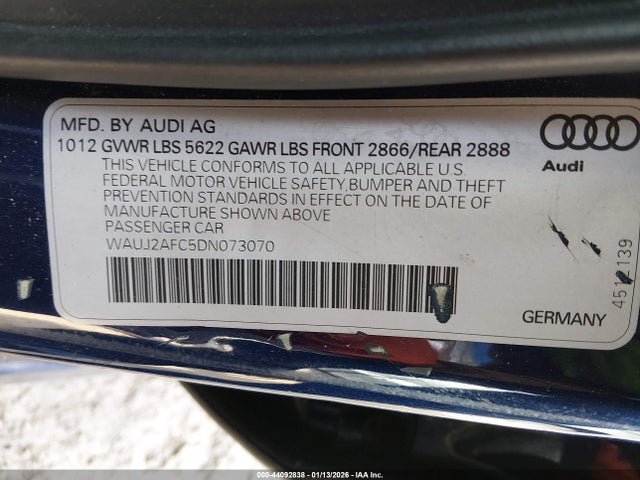 MFD. BY AUDI AG
1012 GVWR LBS 5622 GAWR LBS FRONT 2866/REAR 2888
THIS VEHICLE CONFORMS TO ALL APPLICABLE U.S.
FEDERAL MOTOR VEHICLE SAFETY,BUMPER AND THEFT
PREVENTION STANDARDS IN EFFECT ON THE DATE OF
MANUFACTURE SHOWN ABOVE
PASSENGER CAR
WAUJ2AFC5DN073070
Audi
GERMANY
000-44092838 - 01/13/2026 - IAA Inc.